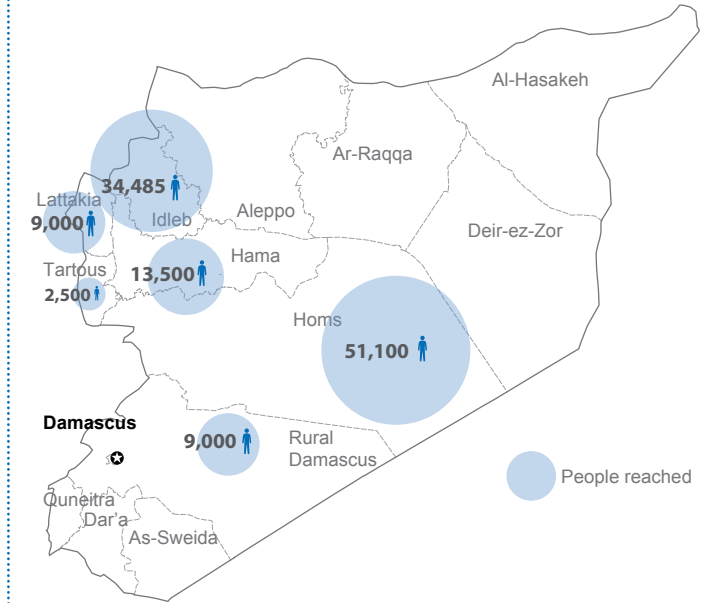 Al-Hasakeh
Ar-Raqqa
34,485
Lattakia
9,000
Idleb
Aleppo
Deir-ez-Zor
Hama
Tartous
13,500
2,500
Homs
51,100
Damascus
9,000
Rural
Damascus
People reached
Quneitra
Dar'a
As-Sweida